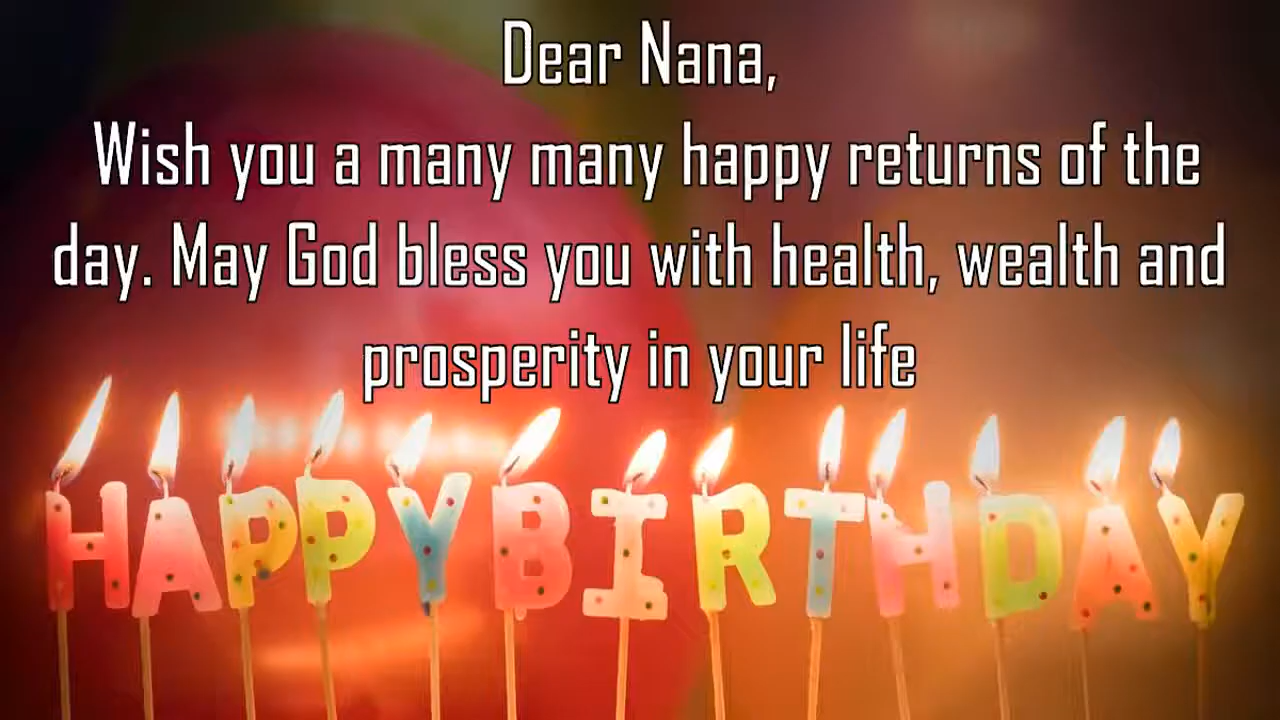 Dear Nana,
Wish you a many many happy returns of the
day. May God bless you with health, wealth and
prosperity in your life
HAPPY BIRTHDAY